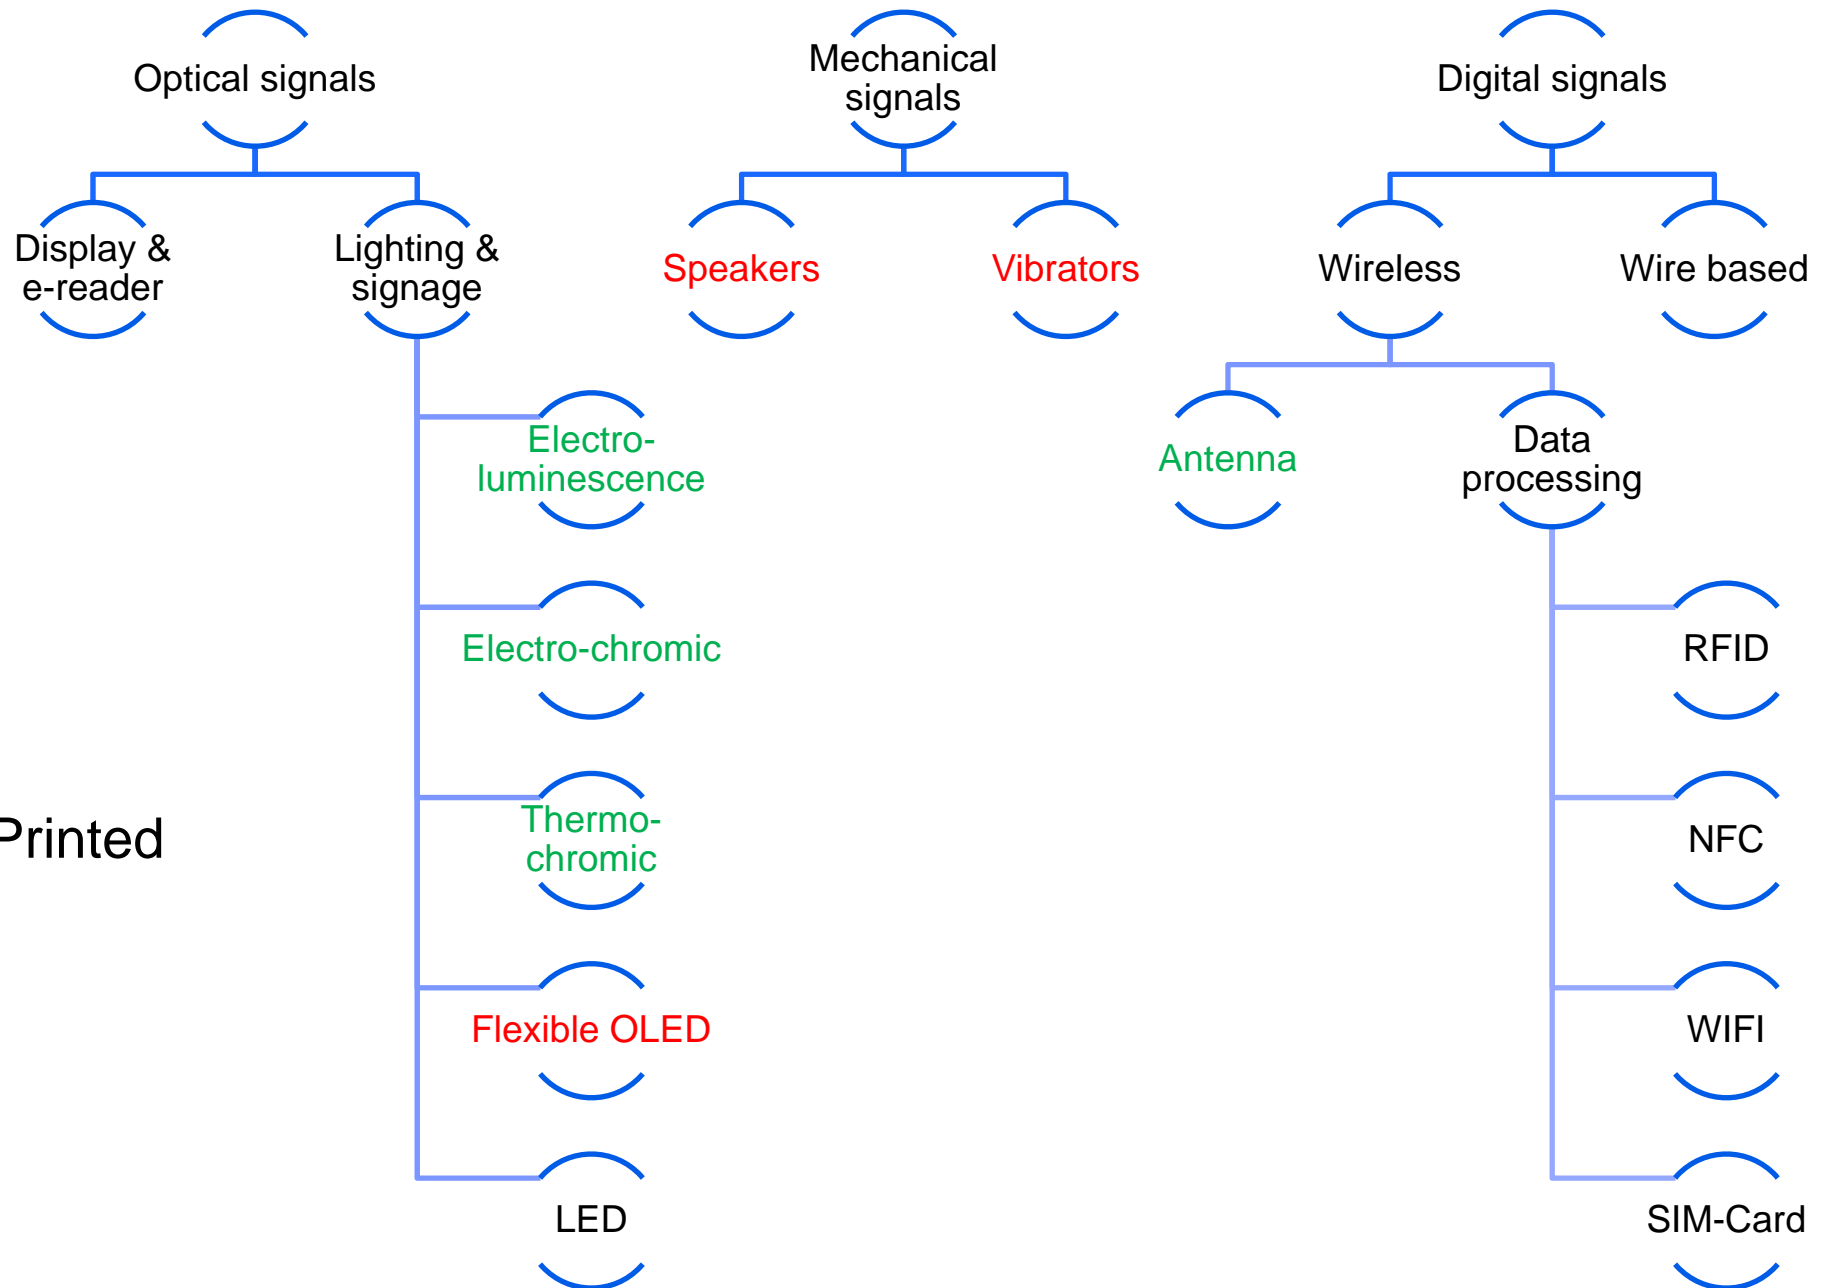 Optical signals
Mechanical
signals
Digital signals
Display &
e-reader
Lighting &
signage
Speakers
Vibrators
Wireless
Wire based
Electro-
luminescence
Antenna
Data
processing
Electro-chromic
RFID
Thermo-
chromic
Printed
NFC
Flexible OLED
WIFI
LED
SIM-Card